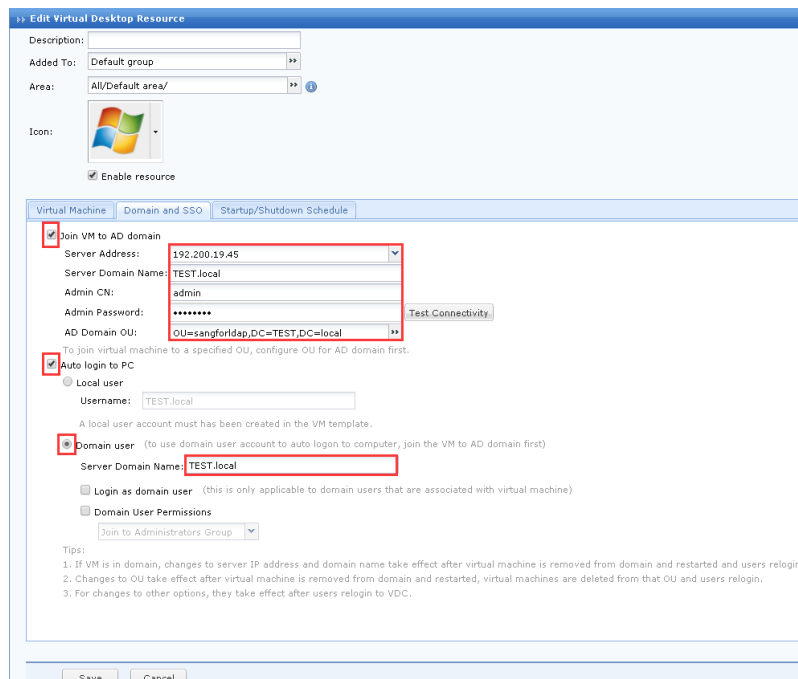 Edit Virtual Desktop Resource
Description:
Added To: Default group
Area: All/Default area/
Icon:
Enable resource
Virtual Machine Domain and SSO Startup/Shutdown Schedule
Join VM to AD domain
Server Address: 192.200.19.45
Server Domain Name: TEST.local
Admin CN: admin
Admin Password: •••••••• Test Connectivity
AD Domain OU: OU=sangforldap,DC=TEST,DC=local
To join virtual machine to a specified OU, configure OU for AD domain first.
Auto login to PC
Local user
Username: TEST.local
A local user account must has been created in the VM template.
Domain user (to use domain user account to auto logon to computer, join the VM to AD domain first)
Server Domain Name: TEST.local
Login as domain user (this is only applicable to domain users that are associated with virtual machine)
Domain User Permissions
Join to Administrators Group
Tips:
1. If VM is in domain, changes to server IP address and domain name take effect after virtual machine is removed from domain and restarted and users relogin
2. Changes to OU take effect after virtual machine is removed from domain and restarted, virtual machines are deleted from that OU and users relogin.
3. For changes to other options, they take effect after users relogin to VDC.
Save Cancel